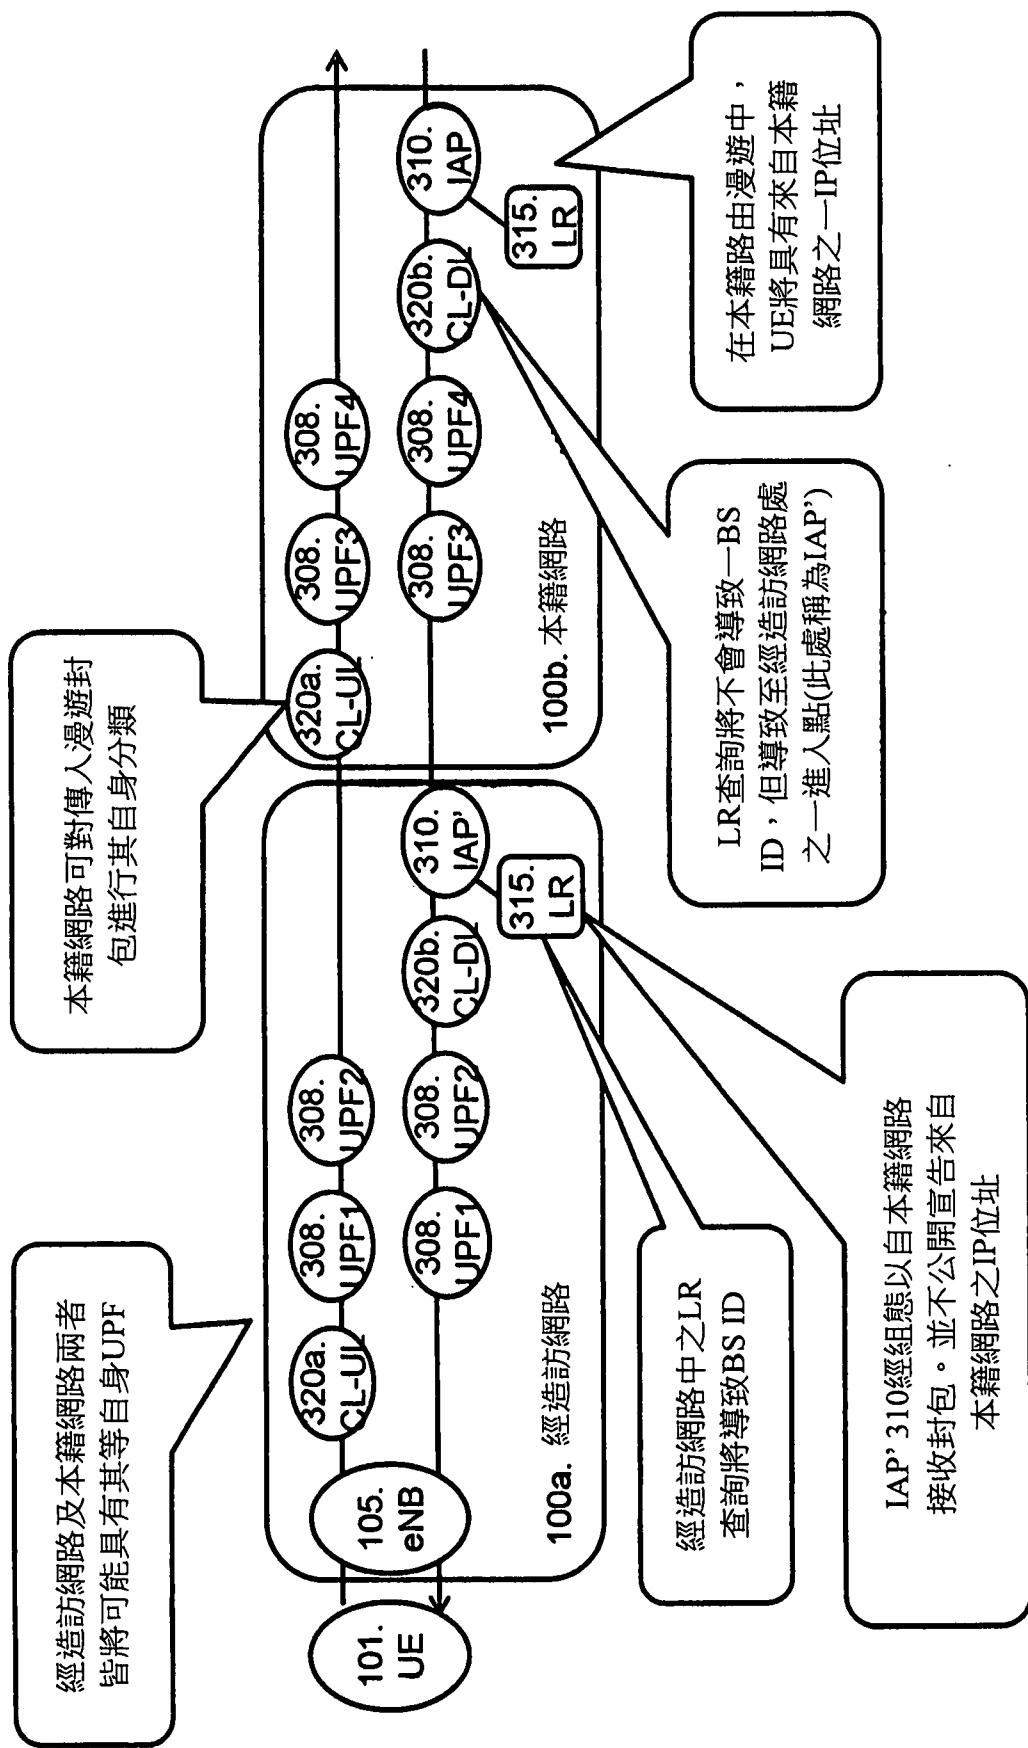 經造訪網路及本籍網路兩者
皆將可能具有其等自身UPF
本籍網路可對傳入漫遊封
包進行其自身分類
101.
UE
105.
eNB
320a.
CL-UL
308.
UPF1
308.
UPF2
320a.
CL-UL
308.
UPF3
308.
UPF4
308.
UPF1
308.
UPF2
320b.
CL-DL
310.
IAP’
315.
LR
308.
UPF3
308.
UPF4
320b.
CL-DL
310.
IAP
315.
LR
100a. 經造訪網路
100b. 本籍網路
經造訪網路中之LR
查詢將導致BS ID
IAP’ 310經組態以自本籍網路
接收封包。並不公開宣告來自
本籍網路之IP位址
LR查詢將不會導致一BS
ID，但導致至經造訪網路處
之一進入點(此處稱為IAP’)
在本籍路由漫遊中，
UE將具有來自本籍
網路之一IP位址